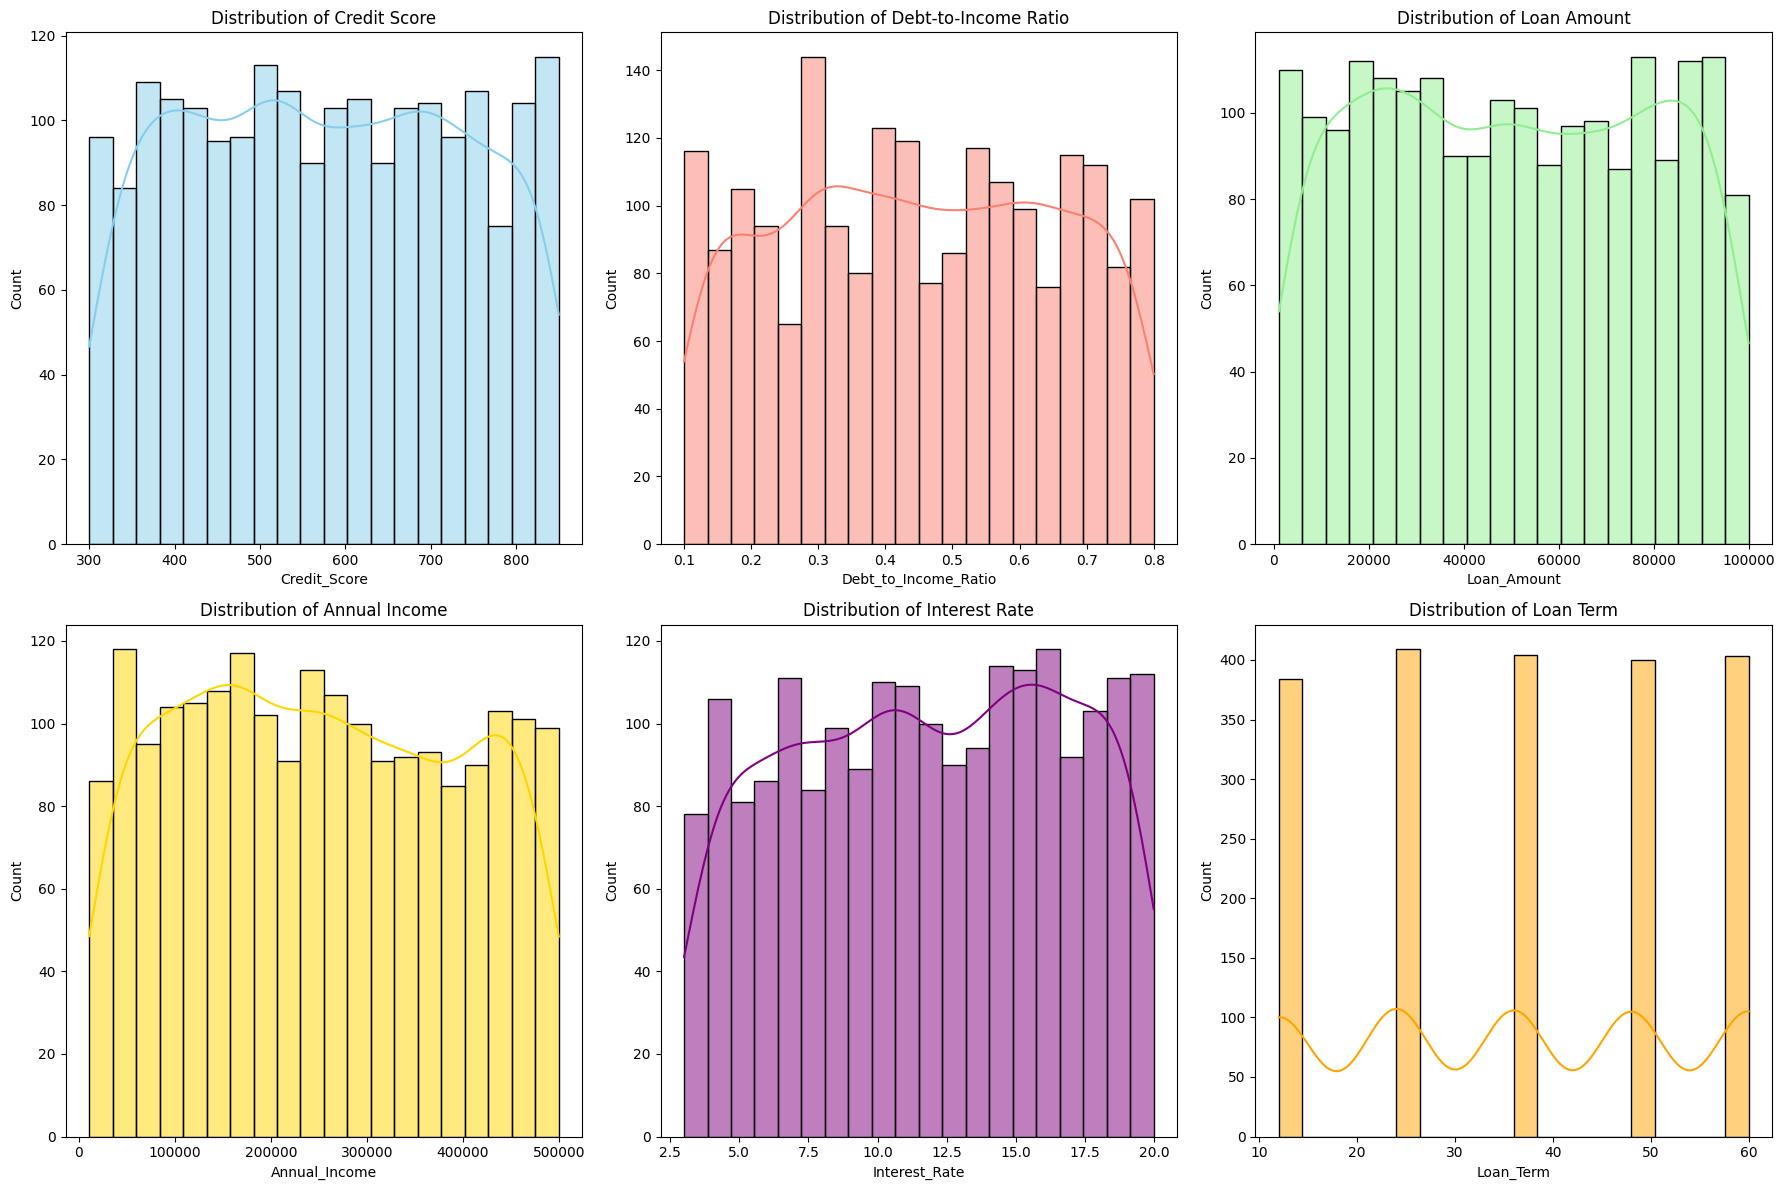 Distribution of Credit Score
Count
120
100
80
60
40
20
0
300 400 500 600 700 800
Credit_Score
Distribution of Debt-to-Income Ratio
Count
140
120
100
80
60
40
20
0
0.1 0.2 0.3 0.4 0.5 0.6 0.7 0.8
Debt_to_Income_Ratio
Distribution of Loan Amount
Count
100
80
60
40
20
0
0 20000 40000 60000 80000 100000
Loan_Amount
Distribution of Annual Income
Count
120
100
80
60
40
20
0
0 100000 200000 300000 400000 500000
Annual_Income
Distribution of Interest Rate
Count
120
100
80
60
40
20
0
2.5 5.0 7.5 10.0 12.5 15.0 17.5 20.0
Interest_Rate
Distribution of Loan Term
Count
400
350
300
250
200
150
100
50
0
10 20 30 40 50 60
Loan_Term